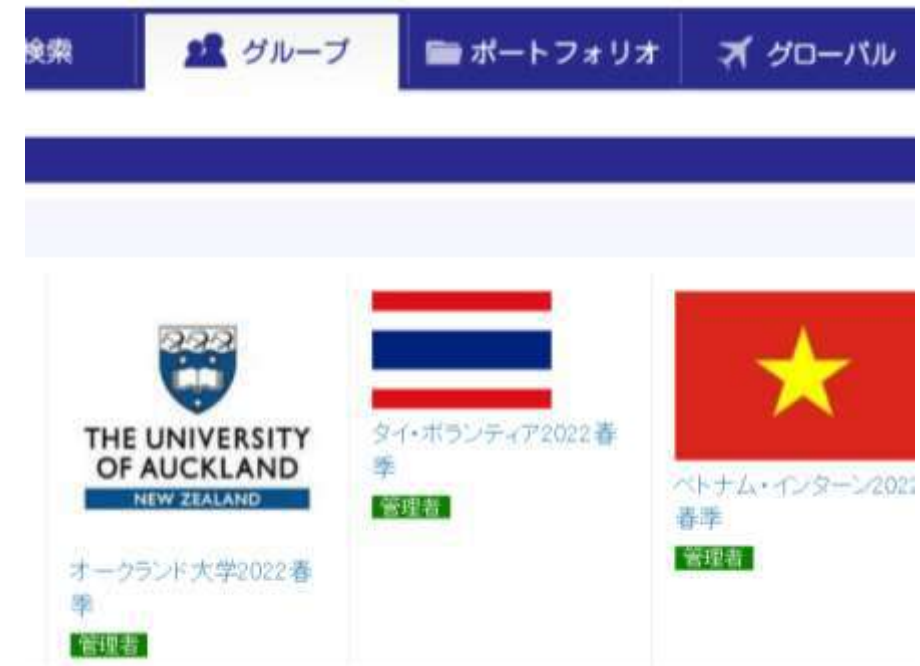 検索 グループ ポートフォリオ グローバル
THE UNIVERSITY
OF AUCKLAND
NEW ZEALAND
オークランド大学2022春
季
管理者
タイ・ボランティア2022春
季
管理者
ベトナム・インターン2022
春季
管理者